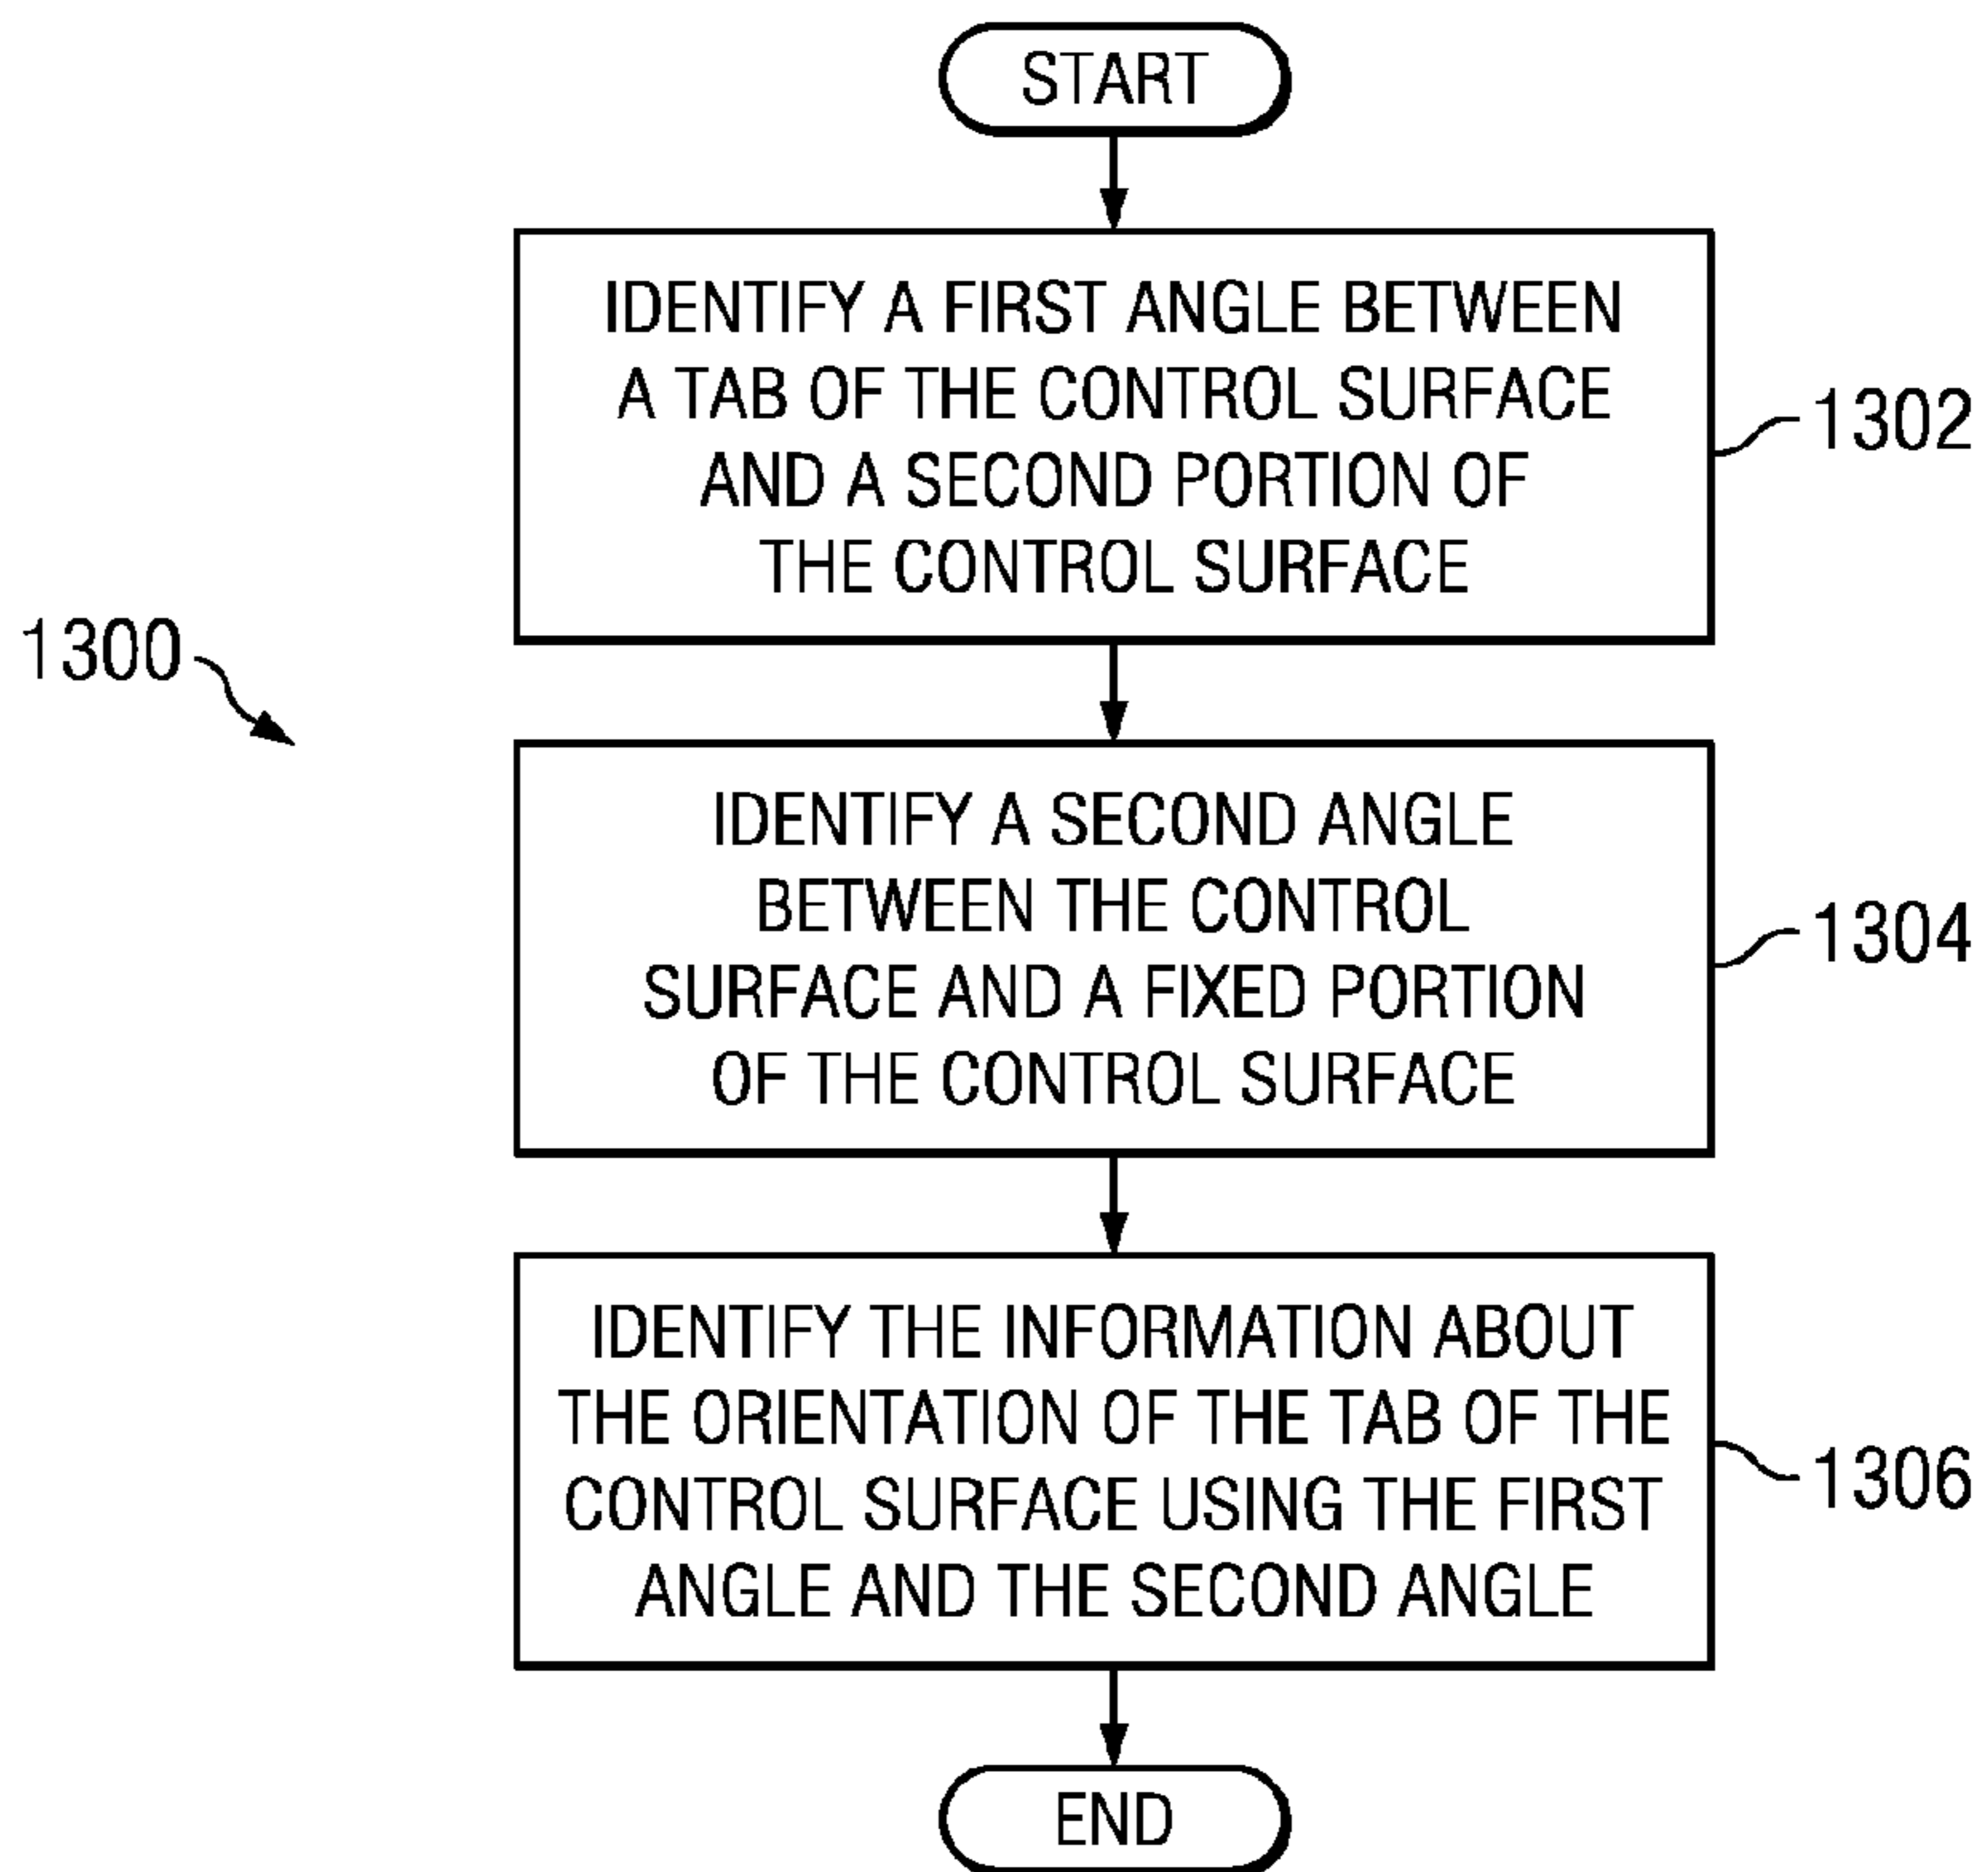 START
IDENTIFY A FIRST ANGLE BETWEEN
A TAB OF THE CONTROL SURFACE
AND A SECOND PORTION OF
THE CONTROL SURFACE
1302
1300
IDENTIFY A SECOND ANGLE
BETWEEN THE CONTROL
SURFACE AND A FIXED PORTION
OF THE CONTROL SURFACE
1304
IDENTIFY THE INFORMATION ABOUT
THE ORIENTATION OF THE TAB OF THE
CONTROL SURFACE USING THE FIRST
ANGLE AND THE SECOND ANGLE
1306
END